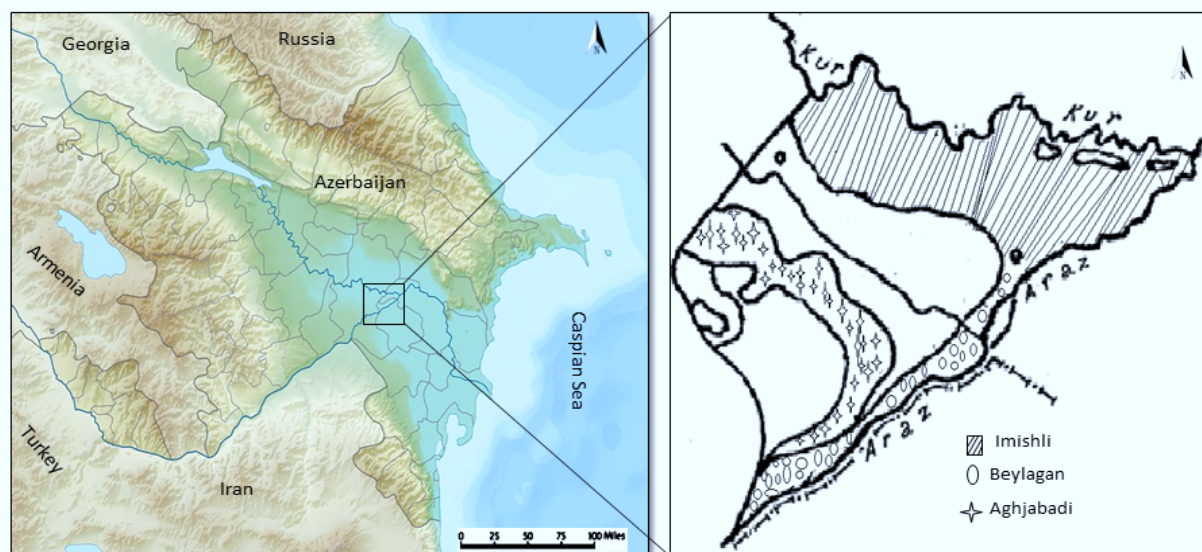 Georgia
Russia
N
Azerbaijan
Armenia
Caspian Sea
Turkey
Iran
0 25 50 75 100 Miles
N
Kur
Kur
Araz
Araz
Imishli
Beylagan
Aghjabadi